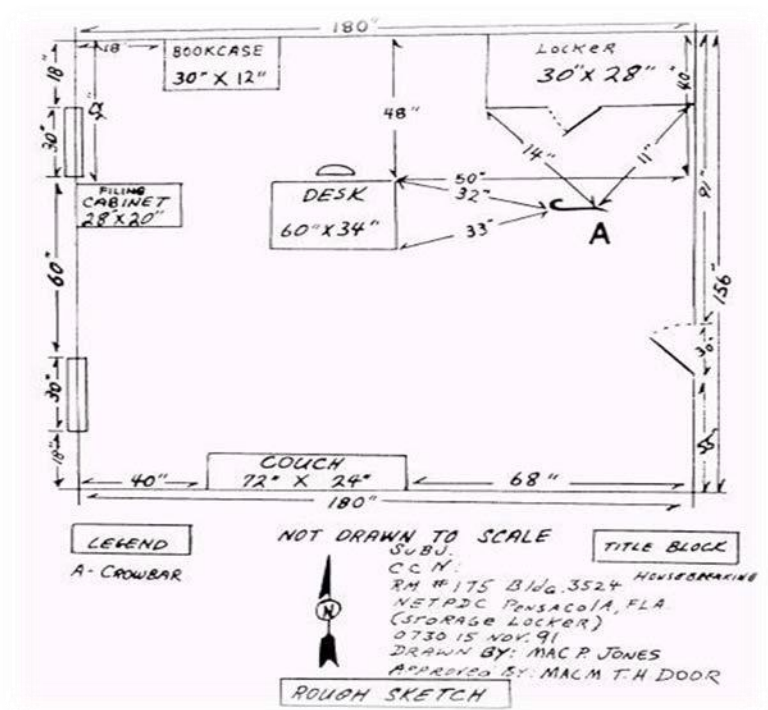 180"
18"
BOOKCASE
30" X 12"
LOCKER
30" X 28"
18"
40"
48"
30"
14"
11"
91"
FILING
CABINET
28" X 20"
DESK
60" X 34"
50"
32"
33"
A
60"
156"
30"
30"
COUCH
72" X 24"
18"
40"
68"
180"
LEGEND
A - CROWBAR
NOT DRAWN TO SCALE
TITLE BLOCK
SUBJ.
HOUSEBREAKING
CCN:
RM # 175 Bldg. 3524
NETPDC PENSACOLA, FLA.
(STORAGE LOCKER)
0730 15 NOV. 91
DRAWN BY: MAC P. JONES
APPROVED BY: MALM T.H DOOR
N
ROUGH SKETCH